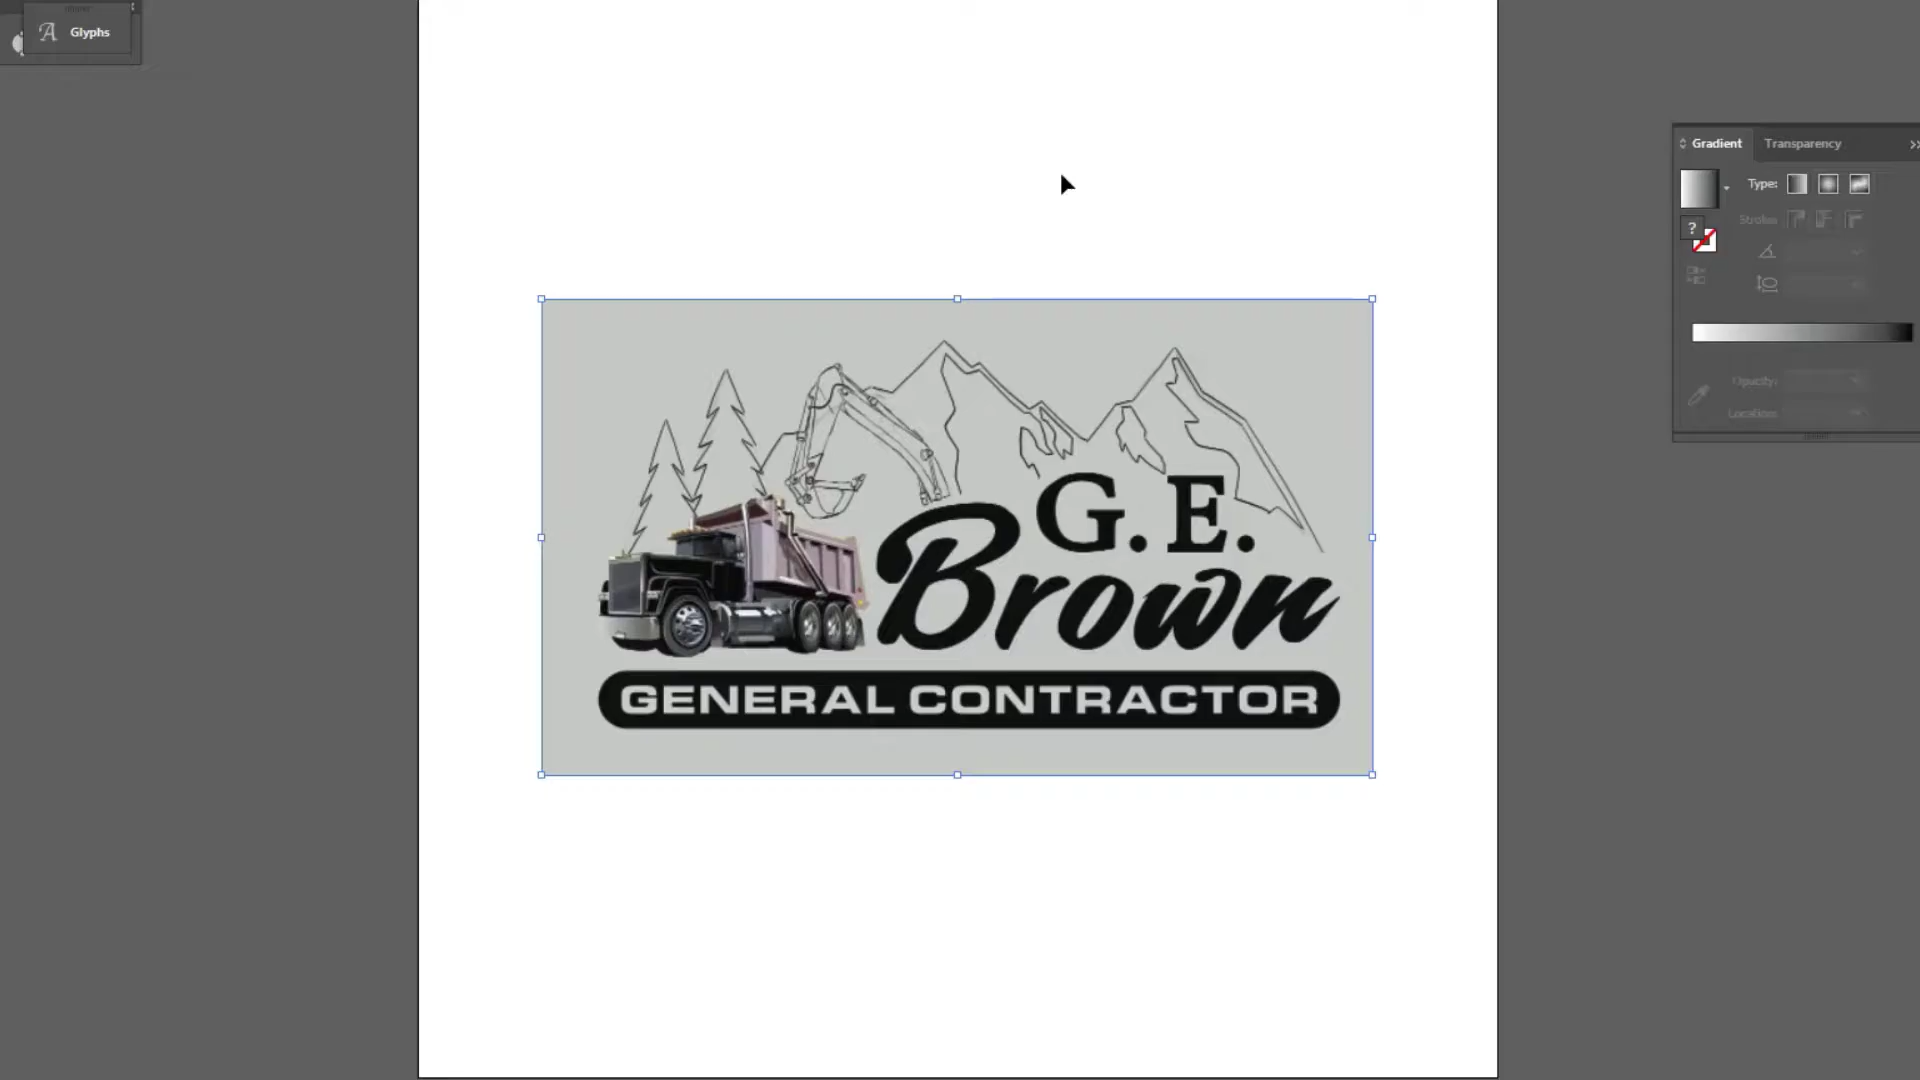 Glyphs
Gradient
Transparency
Type:
Stroke:
?
Opacity:
Location:
G. E.
Brown
GENERAL CONTRACTOR